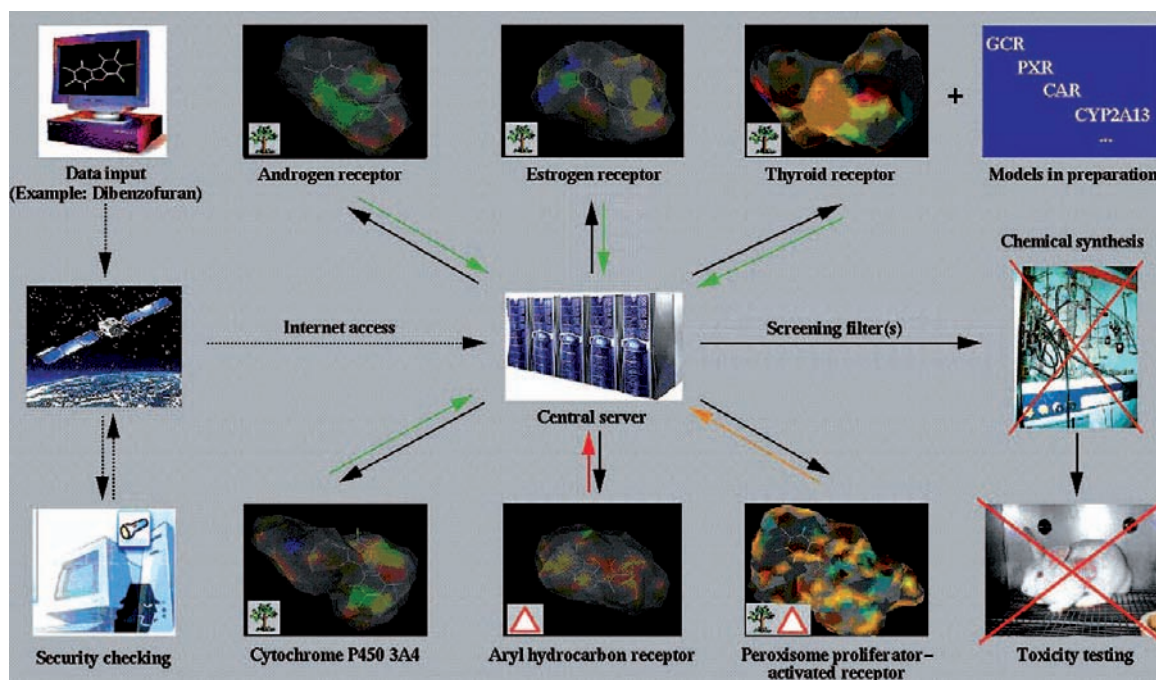 GCR
PXR
CAR
CYP2A13
...
+
Data input
(Example: Dibenzofuran)
Androgen receptor
Estrogen receptor
Thyroid receptor
Models in preparation
Chemical synthesis
Internet access
Screening filter(s)
Central server
Security checking
Cytochrome P450 3A4
Aryl hydrocarbon receptor
Peroxisome proliferator–
activated receptor
Toxicity testing